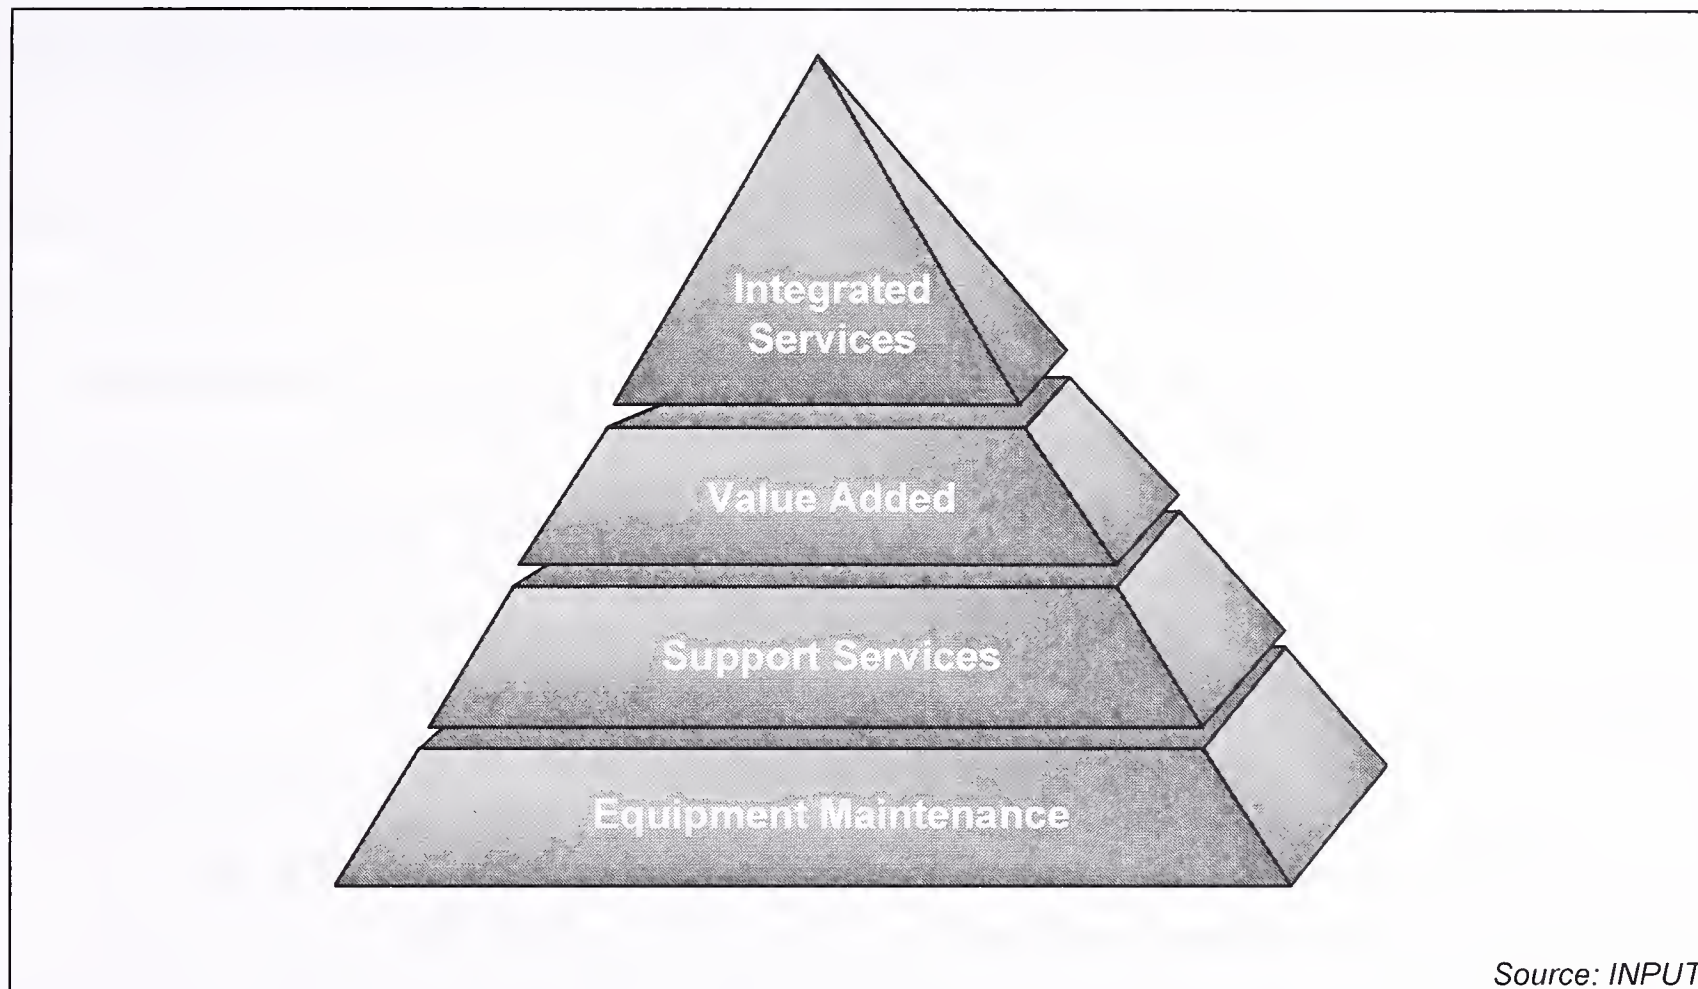 Integrated
Services
Value Added
Support Services
Equipment Maintenance
Source: INPUT